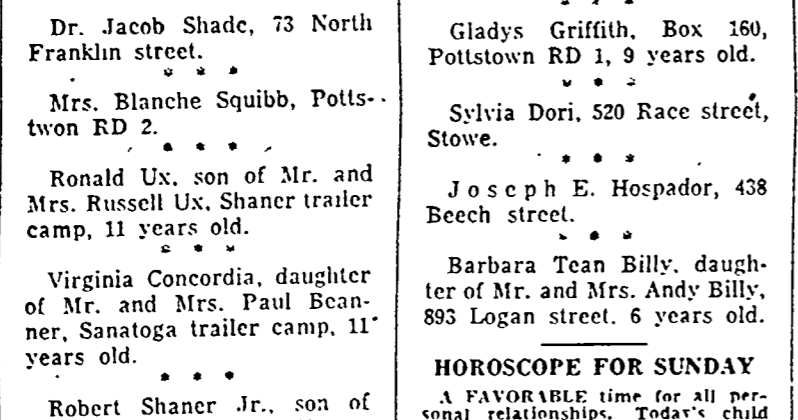 Dr. Jacob Shade, 73 North
Franklin street.
* * *
Mrs. Blanche Squibb, Potts-
twon RD 2.
* * *
Ronald Ux, son of Mr. and
Mrs. Russell Ux, Shaner trailer
camp, 11 years old.
* * *
Virginia Concordia, daughter
of Mr. and Mrs. Paul Bean-
ner, Sanatoga trailer camp, 11
years old.
* * *
Robert Shaner Jr., son of
* * *
Gladys Griffith, Box 160,
Pottstown RD 1, 9 years old.
* * *
Sylvia Dori, 520 Race street,
Stowe.
* * *
Joseph E. Hospador, 438
Beech street.
* * *
Barbara Tean Billy, daugh-
ter of Mr. and Mrs. Andy Billy,
893 Logan street. 6 years old.
HOROSCOPE FOR SUNDAY
A FAVORABLE time for all per-
sonal relationships. Today's child